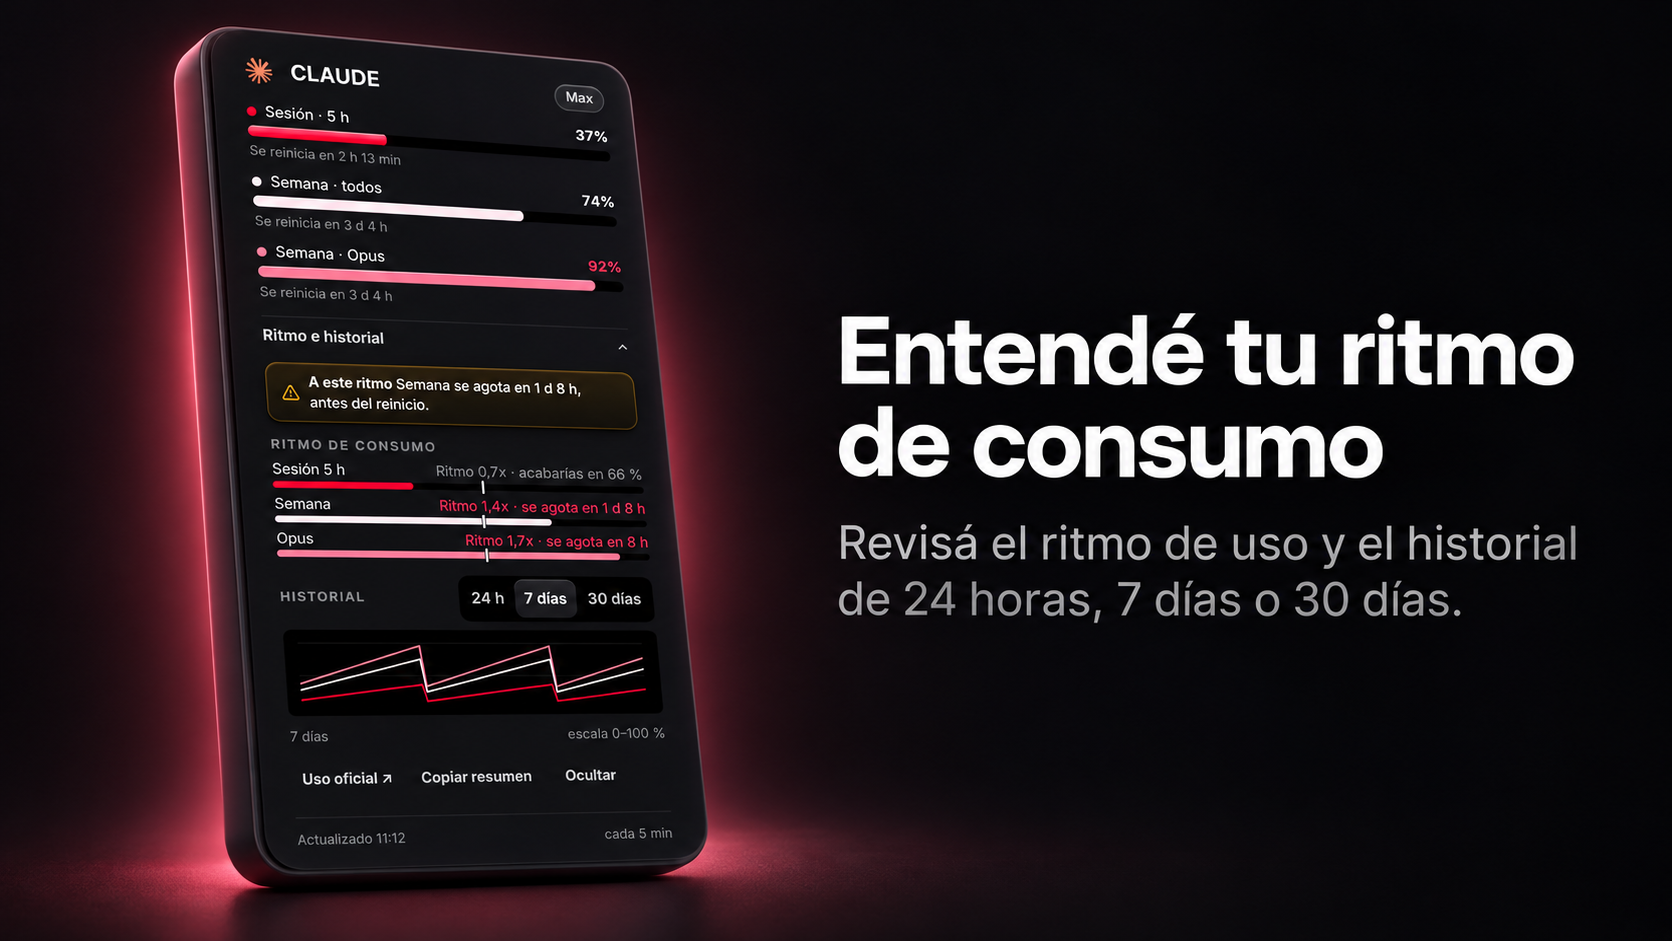 CLAUDE
Max
Sesión · 5 h
37%
Se reinicia en 2 h 13 min
Semana · todos
74%
Se reinicia en 3 d 4 h
Semana · Opus
92%
Se reinicia en 3 d 4 h
Ritmo e historial
A este ritmo Semana se agota en 1 d 8 h,
antes del reinicio.
RITMO DE CONSUMO
Sesión 5 h
Ritmo 0,7x · acabarías en 66 %
Semana
Ritmo 1,4x · se agota en 1 d 8 h
Opus
Ritmo 1,7x · se agota en 8 h
HISTORIAL
24 h
7 días
30 días
7 días
escala 0–100 %
Uso oficial ↗
Copiar resumen
Ocultar
Actualizado 11:12
cada 5 min
Entendé tu ritmo
de consumo
Revisá el ritmo de uso y el historial
de 24 horas, 7 días o 30 días.